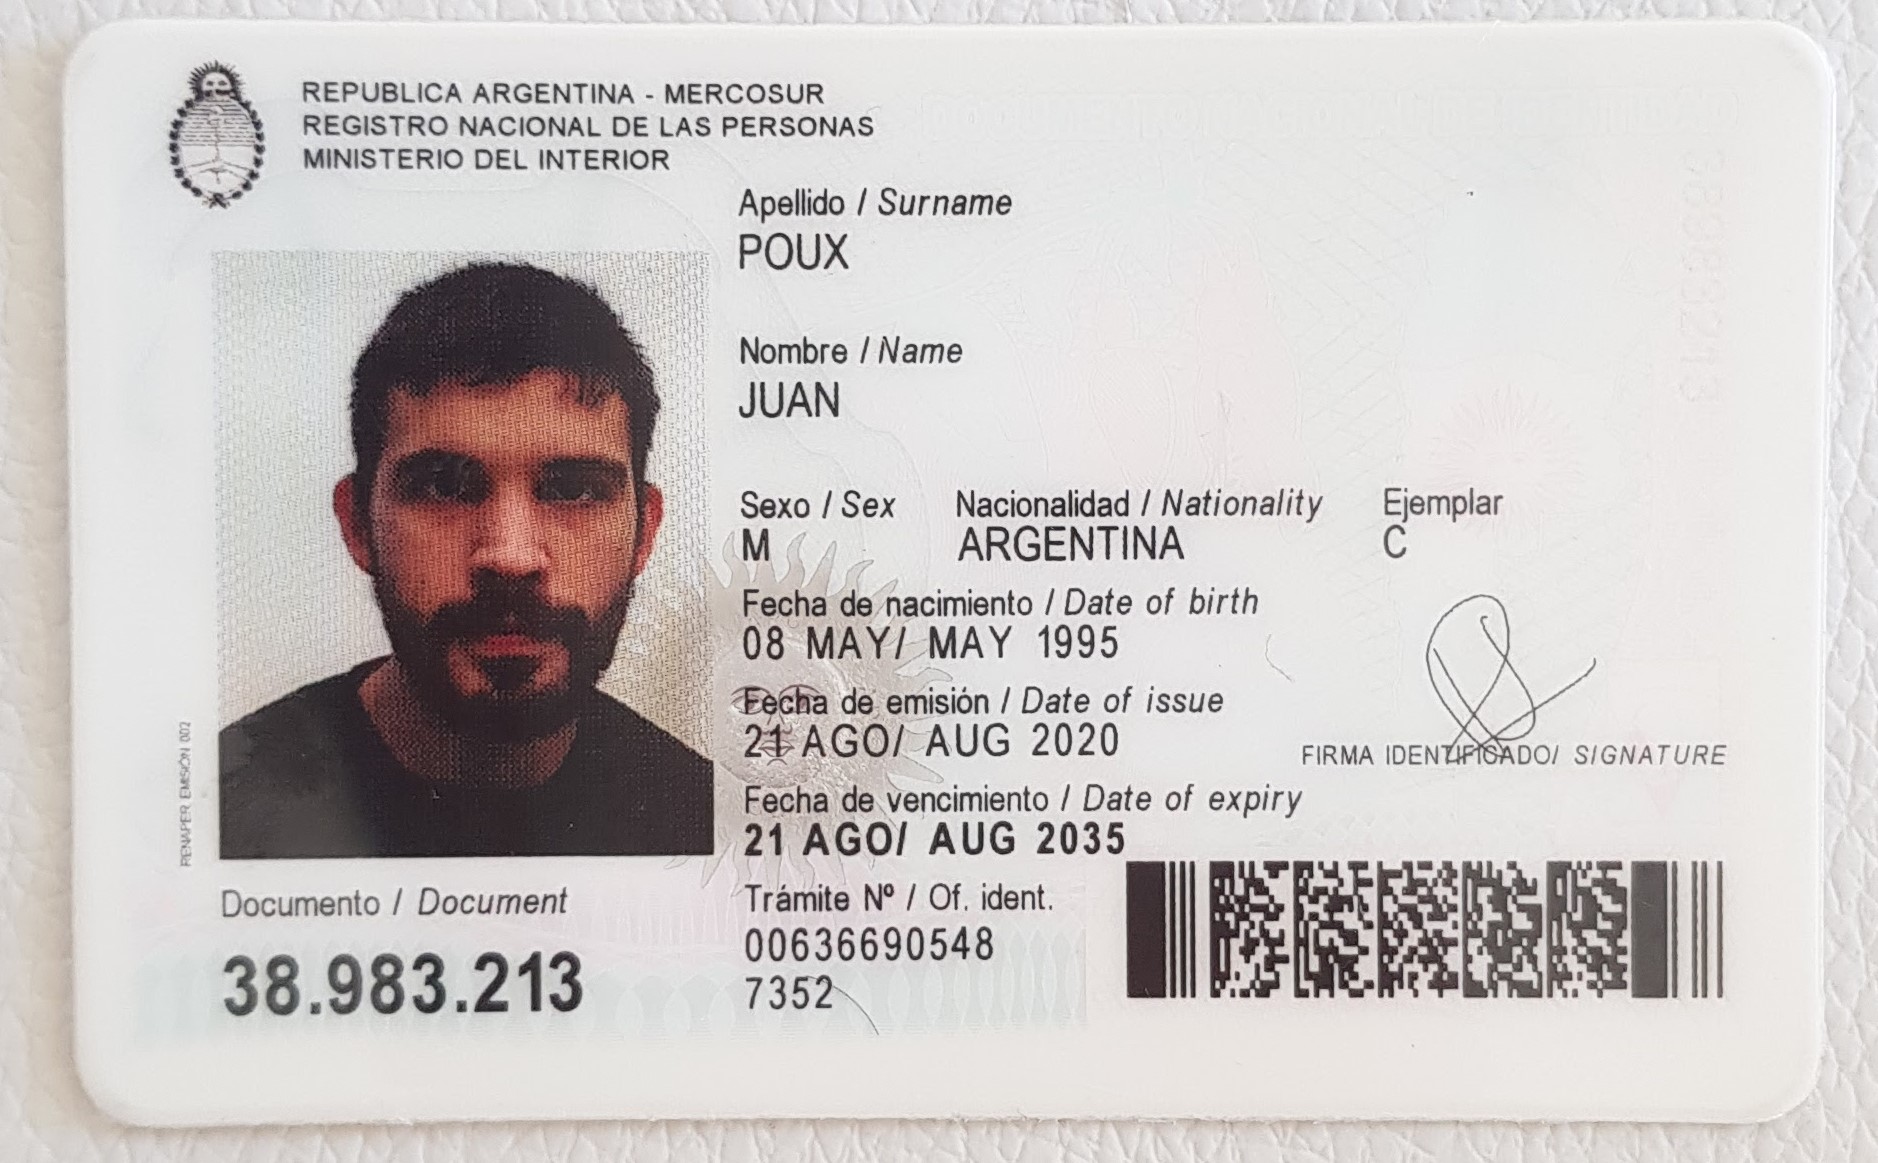 REPUBLICA ARGENTINA - MERCOSUR
REGISTRO NACIONAL DE LAS PERSONAS
MINISTERIO DEL INTERIOR
Apellido / Surname
POUX
Nombre / Name
JUAN
Sexo / Sex Nacionalidad / Nationality Ejemplar
M ARGENTINA C
Fecha de nacimiento / Date of birth
08 MAY/ MAY 1995
Fecha de emisión / Date of issue
21 AGO/ AUG 2020
FIRMA IDENTIFICADO/ SIGNATURE
Fecha de vencimiento / Date of expiry
21 AGO/ AUG 2035
Documento / Document
38.983.213
Trámite Nº / Of. ident.
00636690548
7352